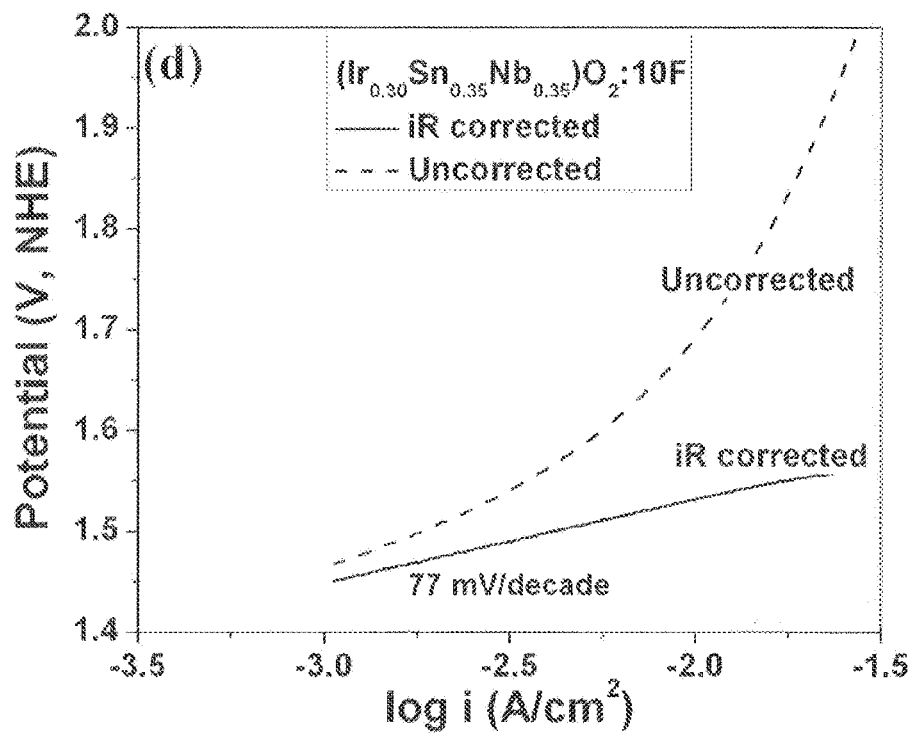 (d)
(Ir0.30Sn0.35Nb0.35)O2:10F
iR corrected
Uncorrected
Uncorrected
iR corrected
77 mV/decade
Potential (V, NHE)
2.0
1.9
1.8
1.7
1.6
1.5
1.4
-3.5 -3.0 -2.5 -2.0 -1.5
log i (A/cm2)